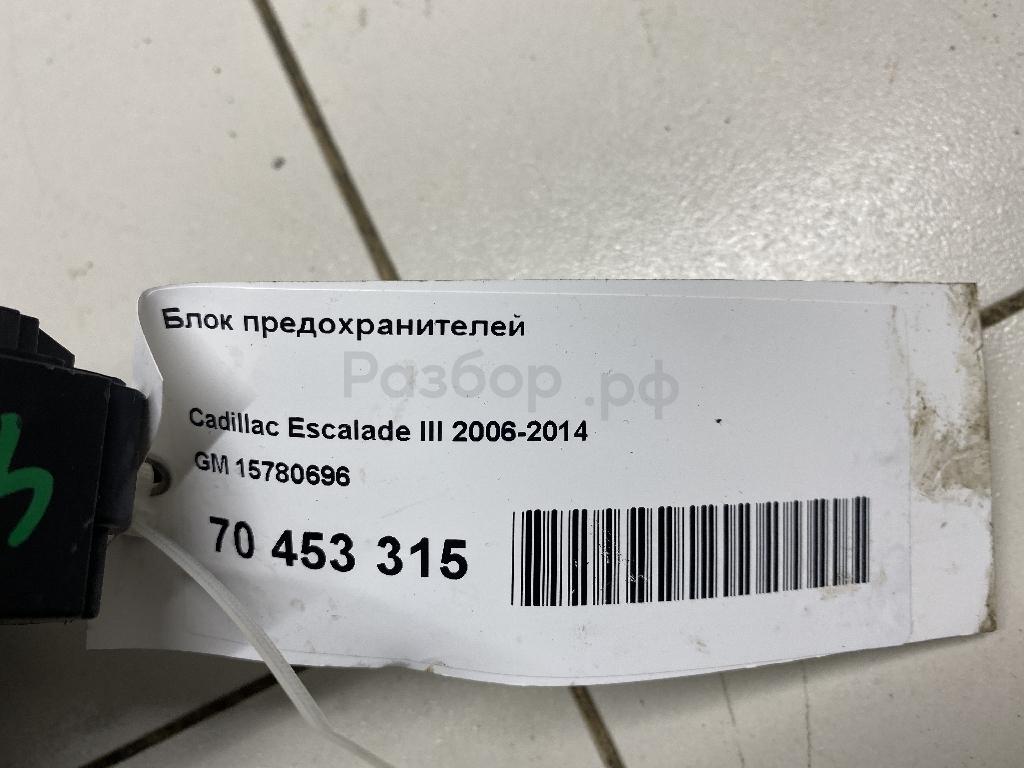 Блок предохранителей
Разбор.рф
Cadillac Escalade III 2006-2014
GM 15780696
70 453 315